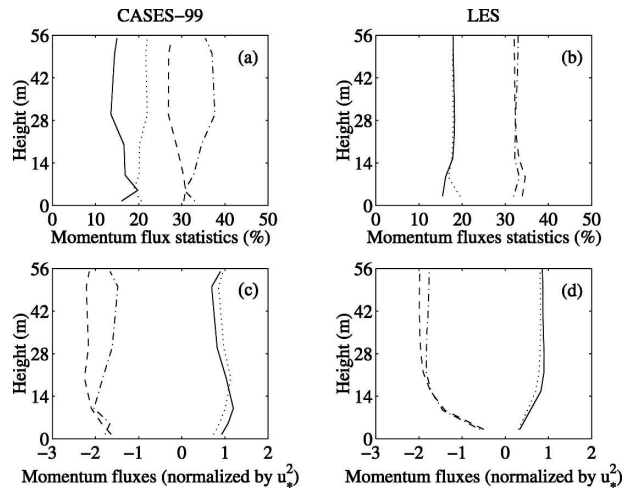 CASES-99
LES
56
42
28
14
0
Height (m)
(a)
0 10 20 30 40 50
Momentum flux statistics (%)
56
42
28
14
0
Height (m)
(b)
0 10 20 30 40 50
Momentum fluxes statistics (%)
56
42
28
14
0
Height (m)
(c)
−3 −2 −1 0 1 2
Momentum fluxes (normalized by u*²)
56
42
28
14
0
Height (m)
(d)
−3 −2 −1 0 1 2
Momentum fluxes (normalized by u*²)